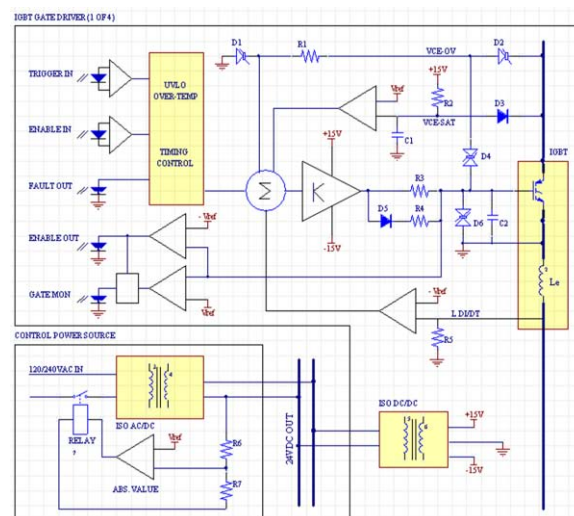 IGBT GATE DRIVER (1 OF 4)
D1
R1
VCE-OV
D2
TRIGGER IN
UVLO
OVER-TEMP
+15V
Vref
R2
D3
ENABLE IN
VCE-SAT
C1
IGBT
TIMING
CONTROL
+15V
D4
FAULT OUT
Σ
K
R3
D5
R4
D6
C2
- Vref
-15V
ENABLE OUT
Le
GATE MON
- Vref
Vref
L DI/DT
R5
CONTROL POWER SOURCE
120/240VAC IN
ISO DC/DC
ISO AC/DC
+15V
24VDC OUT
Vref
R6
RELAY
R7
-15V
ABS. VALUE